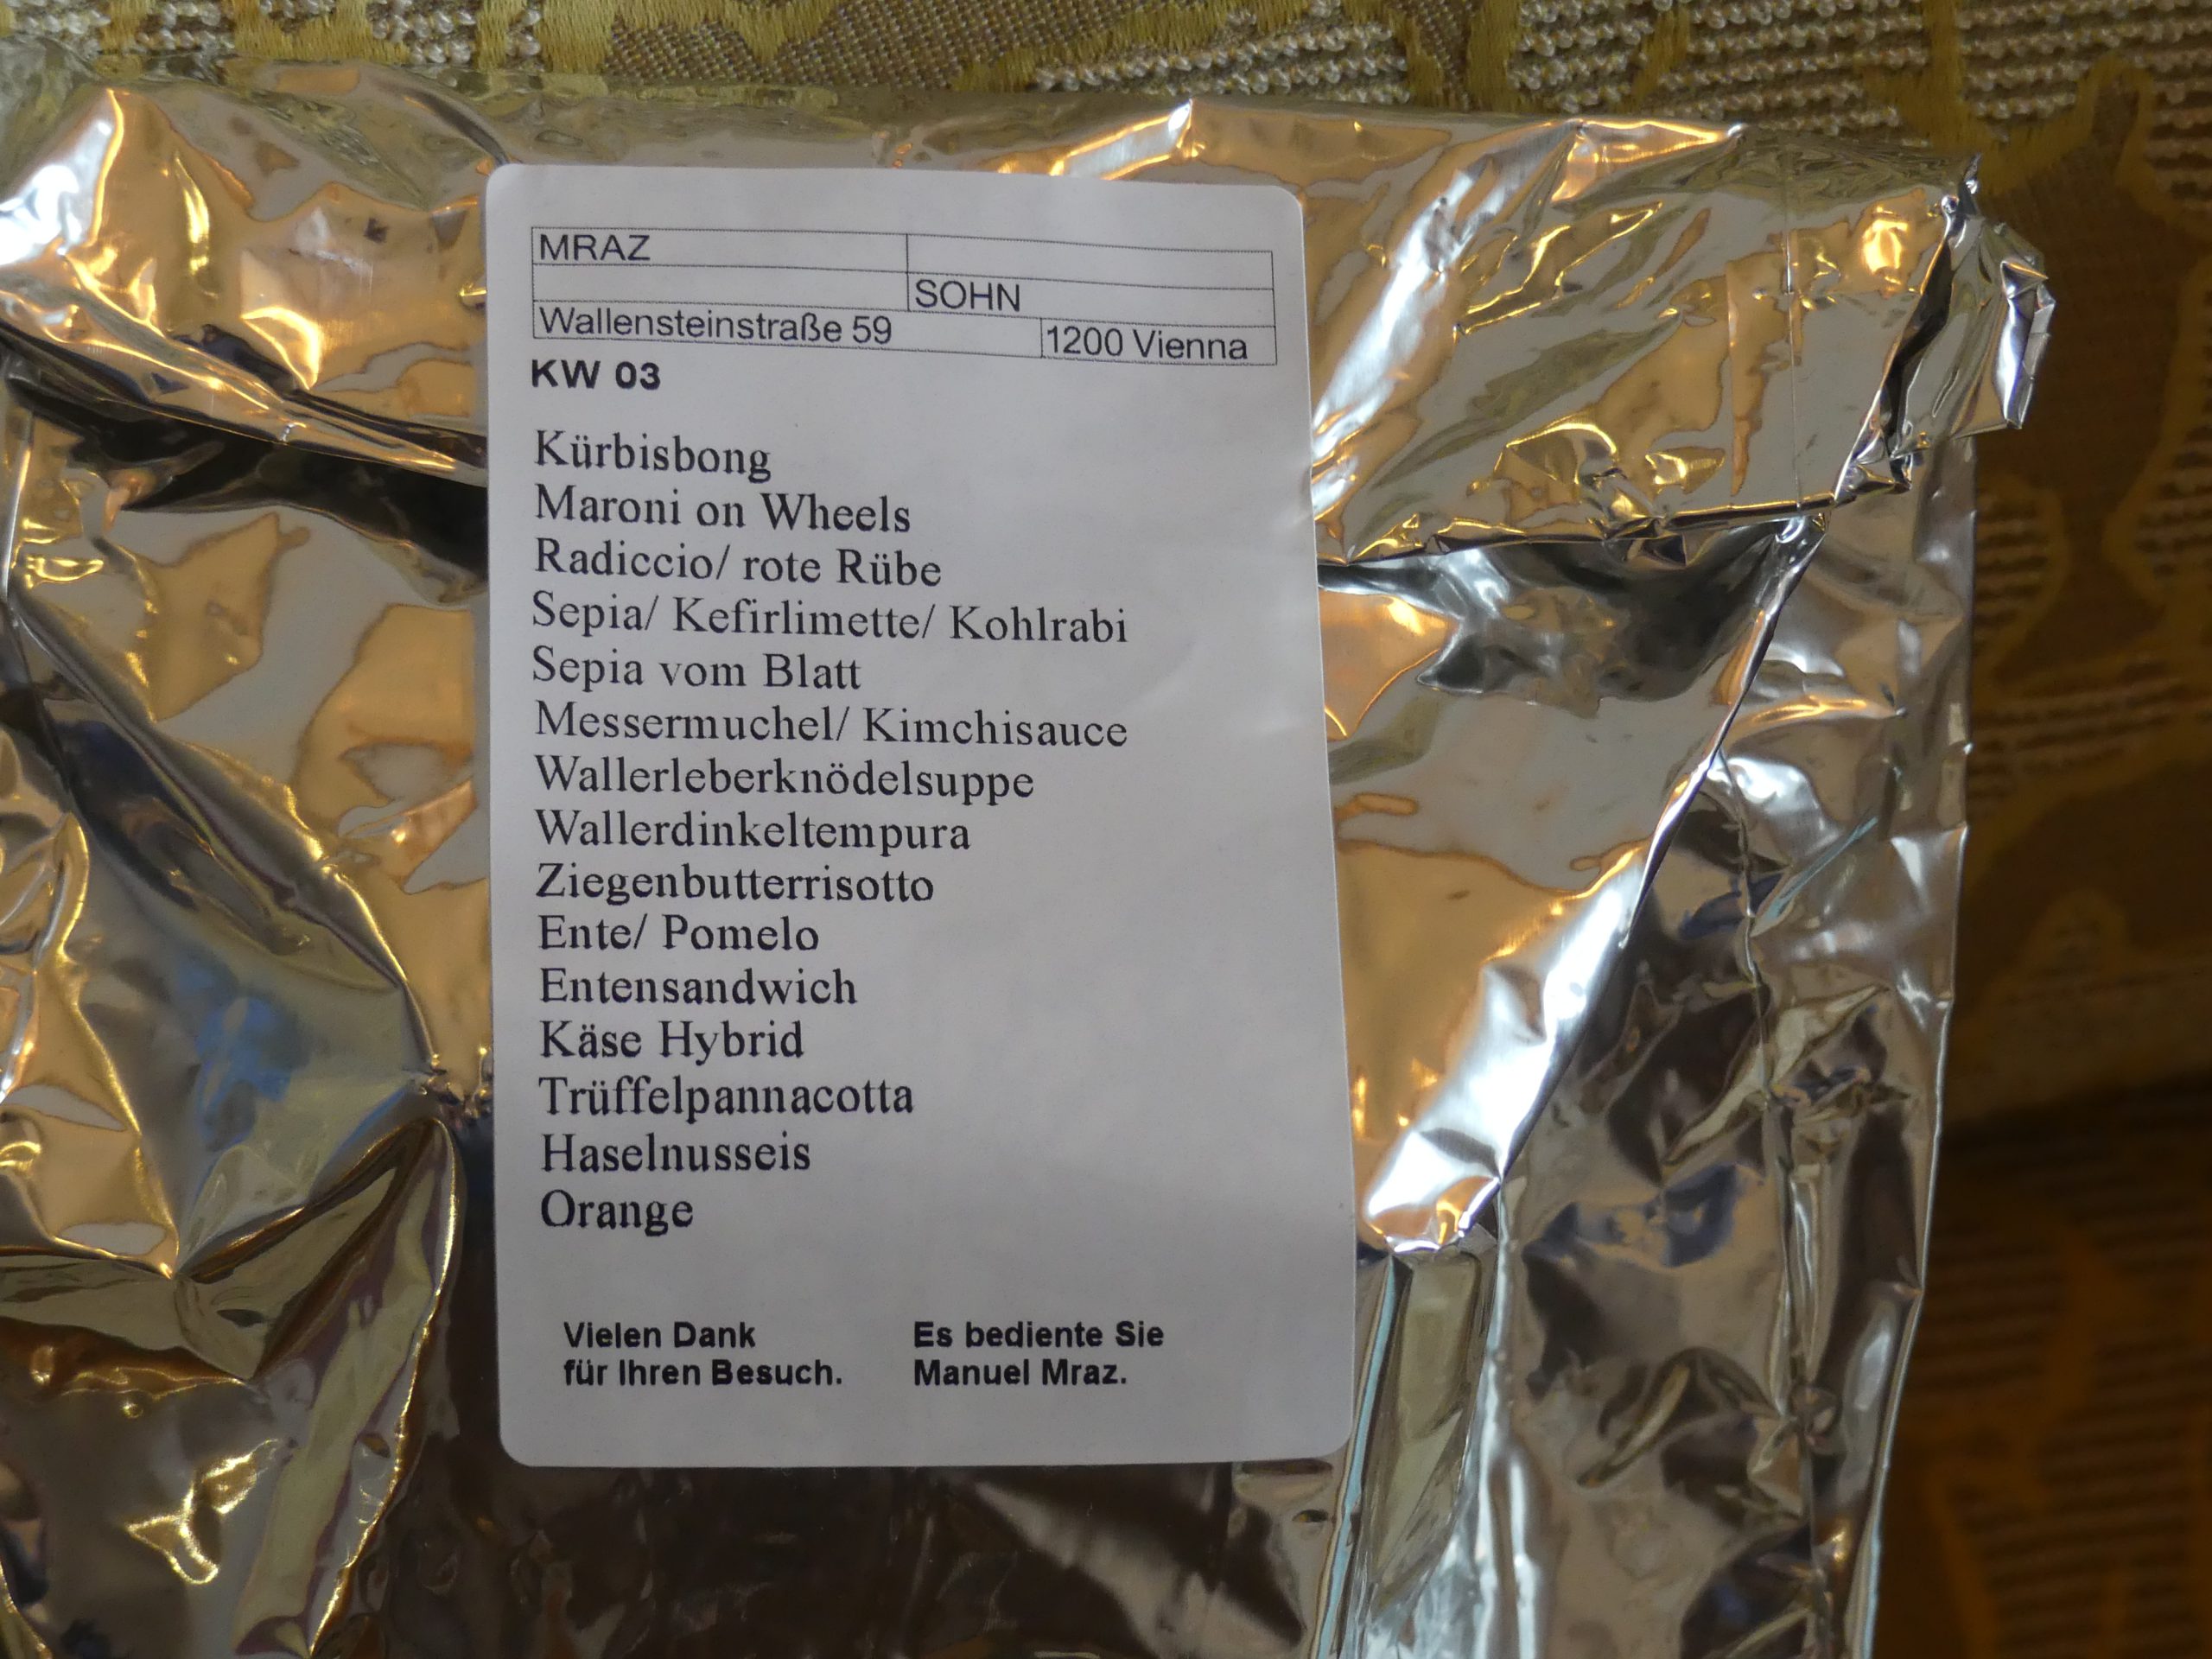 MRAZ
SOHN
Wallensteinstraße 59 1200 Vienna
KW 03
Kürbisbong
Maroni on Wheels
Radiccio/ rote Rübe
Sepia/ Kefirlimette/ Kohlrabi
Sepia vom Blatt
Messermuchel/ Kimchisauce
Wallerleberknödelsuppe
Wallerdinkeltempura
Ziegenbutterrisotto
Ente/ Pomelo
Entensandwich
Käse Hybrid
Trüffelpannacotta
Haselnusseis
Orange
Vielen Dank
für Ihren Besuch.
Es bediente Sie
Manuel Mraz.